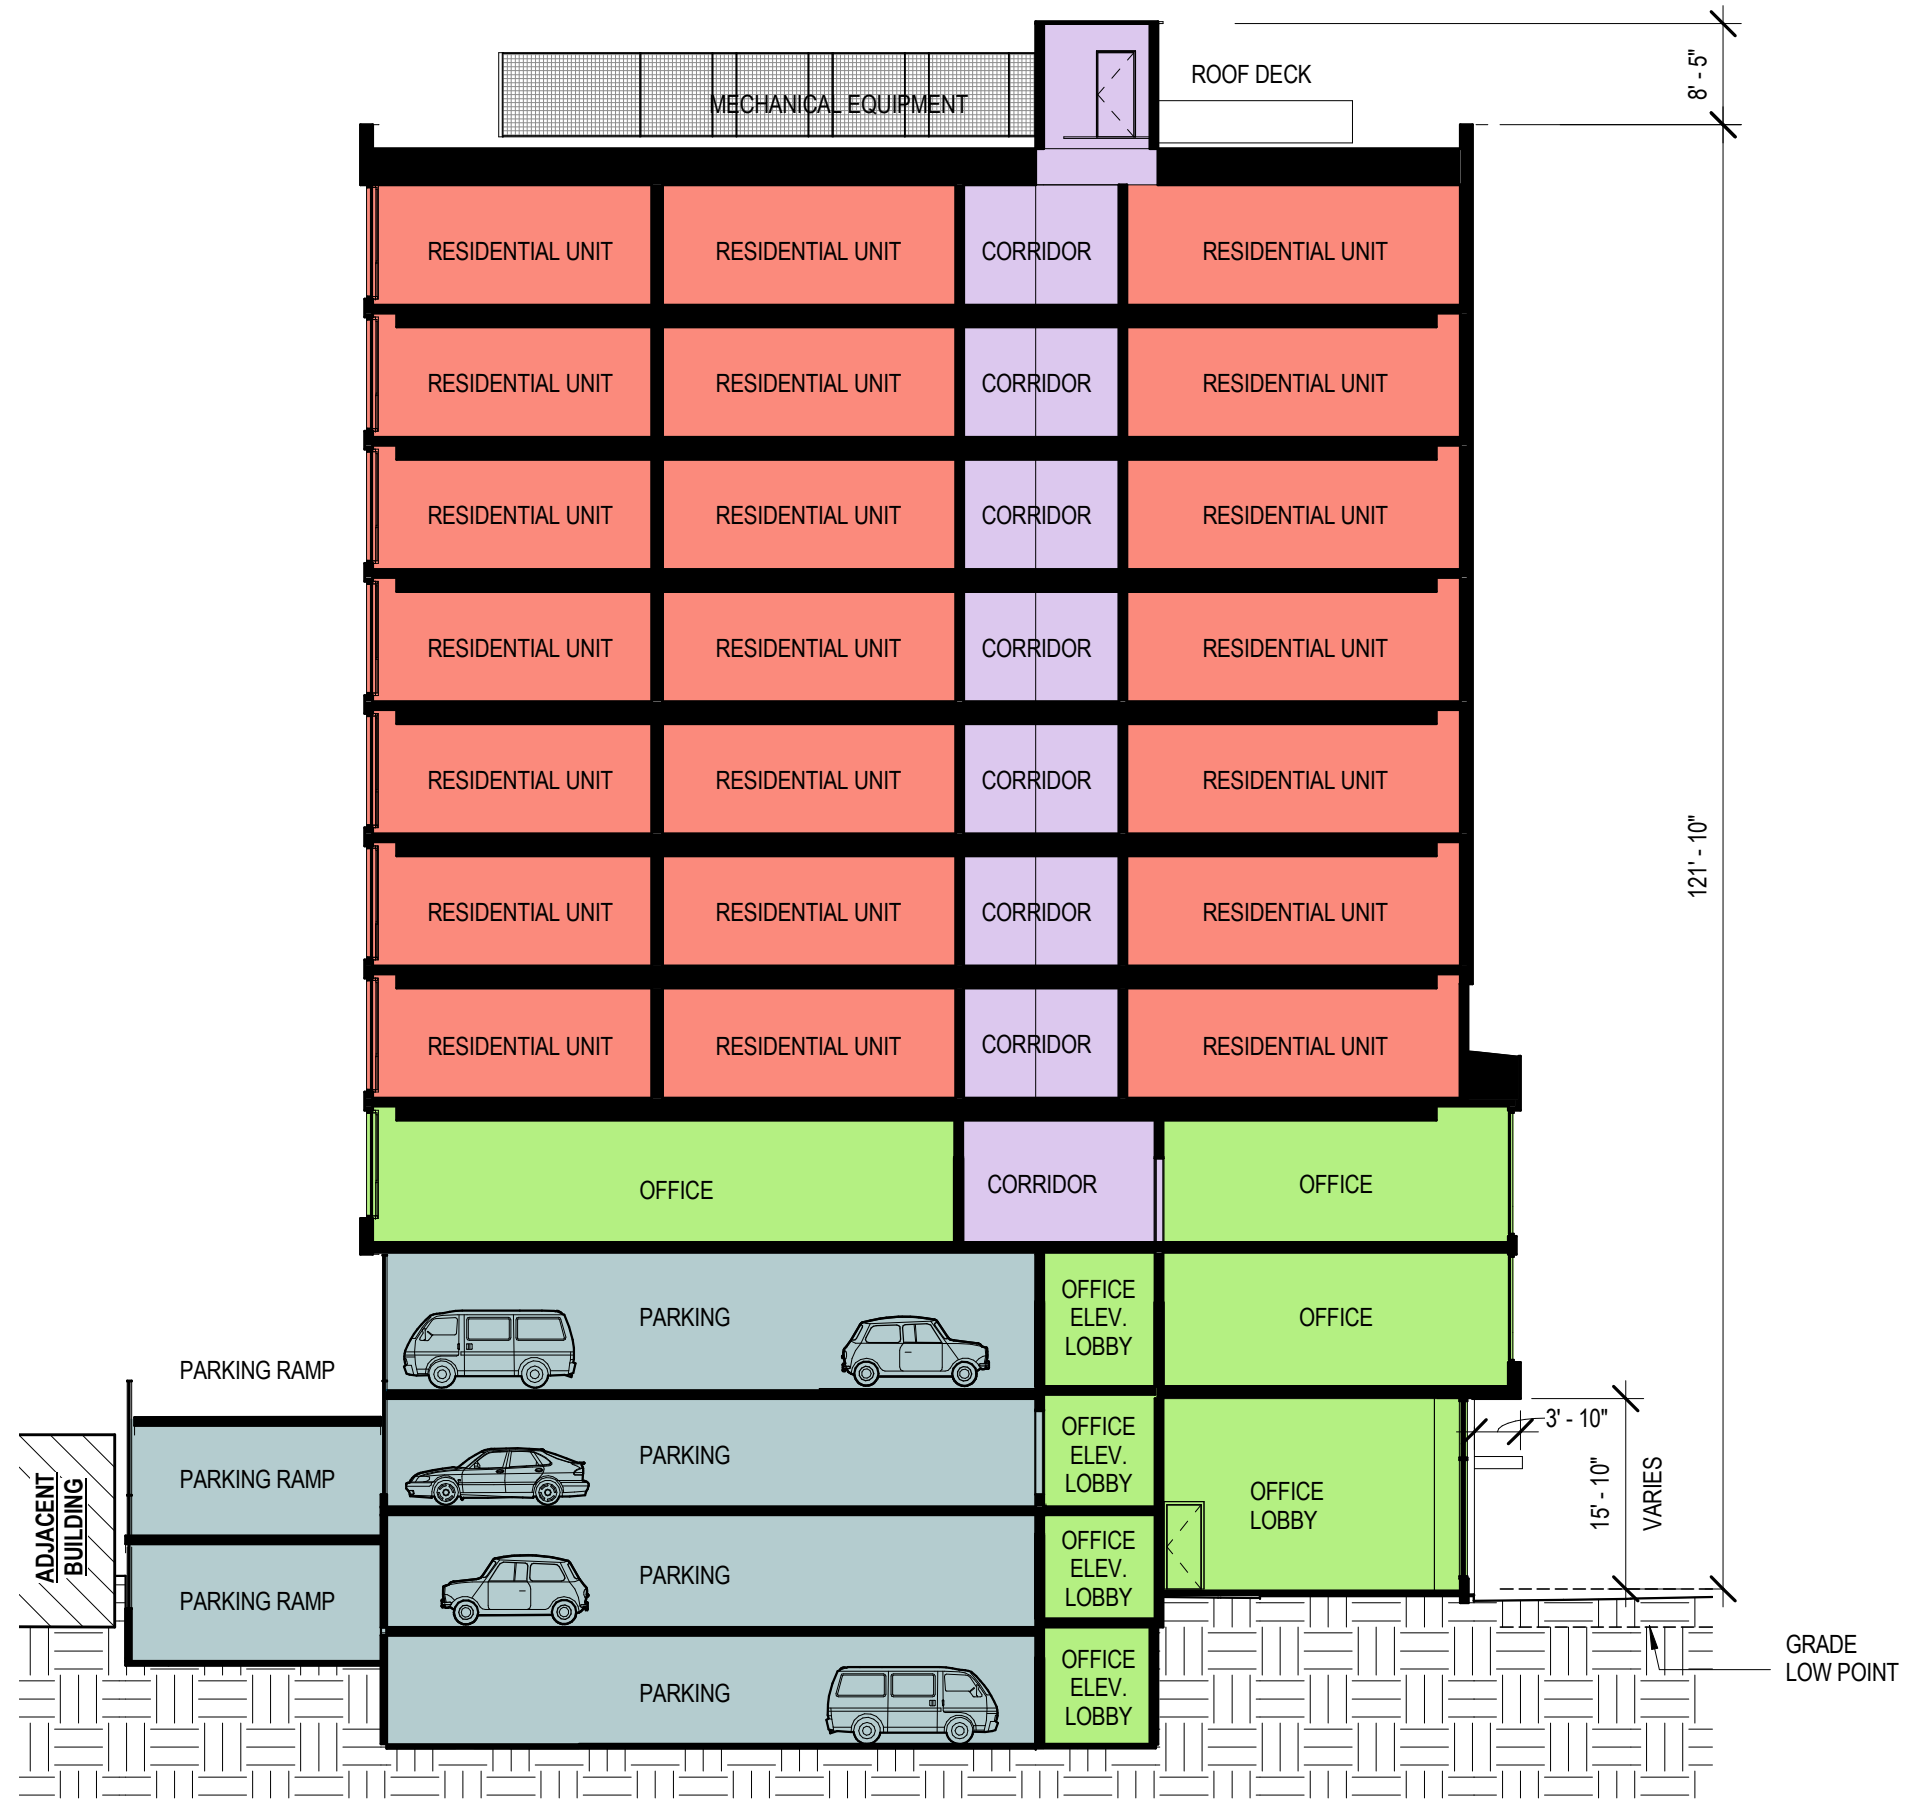 ROOF DECK
8' - 5"
MECHANICAL EQUIPMENT
RESIDENTIAL UNIT
RESIDENTIAL UNIT
CORRIDOR
RESIDENTIAL UNIT
RESIDENTIAL UNIT
RESIDENTIAL UNIT
CORRIDOR
RESIDENTIAL UNIT
RESIDENTIAL UNIT
RESIDENTIAL UNIT
CORRIDOR
RESIDENTIAL UNIT
RESIDENTIAL UNIT
RESIDENTIAL UNIT
CORRIDOR
RESIDENTIAL UNIT
RESIDENTIAL UNIT
RESIDENTIAL UNIT
CORRIDOR
RESIDENTIAL UNIT
121' - 10"
RESIDENTIAL UNIT
RESIDENTIAL UNIT
CORRIDOR
RESIDENTIAL UNIT
RESIDENTIAL UNIT
RESIDENTIAL UNIT
CORRIDOR
RESIDENTIAL UNIT
OFFICE
CORRIDOR
OFFICE
PARKING
OFFICE
ELEV.
LOBBY
OFFICE
PARKING RAMP
PARKING
OFFICE
ELEV.
LOBBY
3' - 10"
PARKING RAMP
OFFICE
LOBBY
15' - 10"
VARIES
ADJACENT
BUILDING
PARKING
OFFICE
ELEV.
LOBBY
PARKING RAMP
PARKING
OFFICE
ELEV.
LOBBY
GRADE
LOW POINT